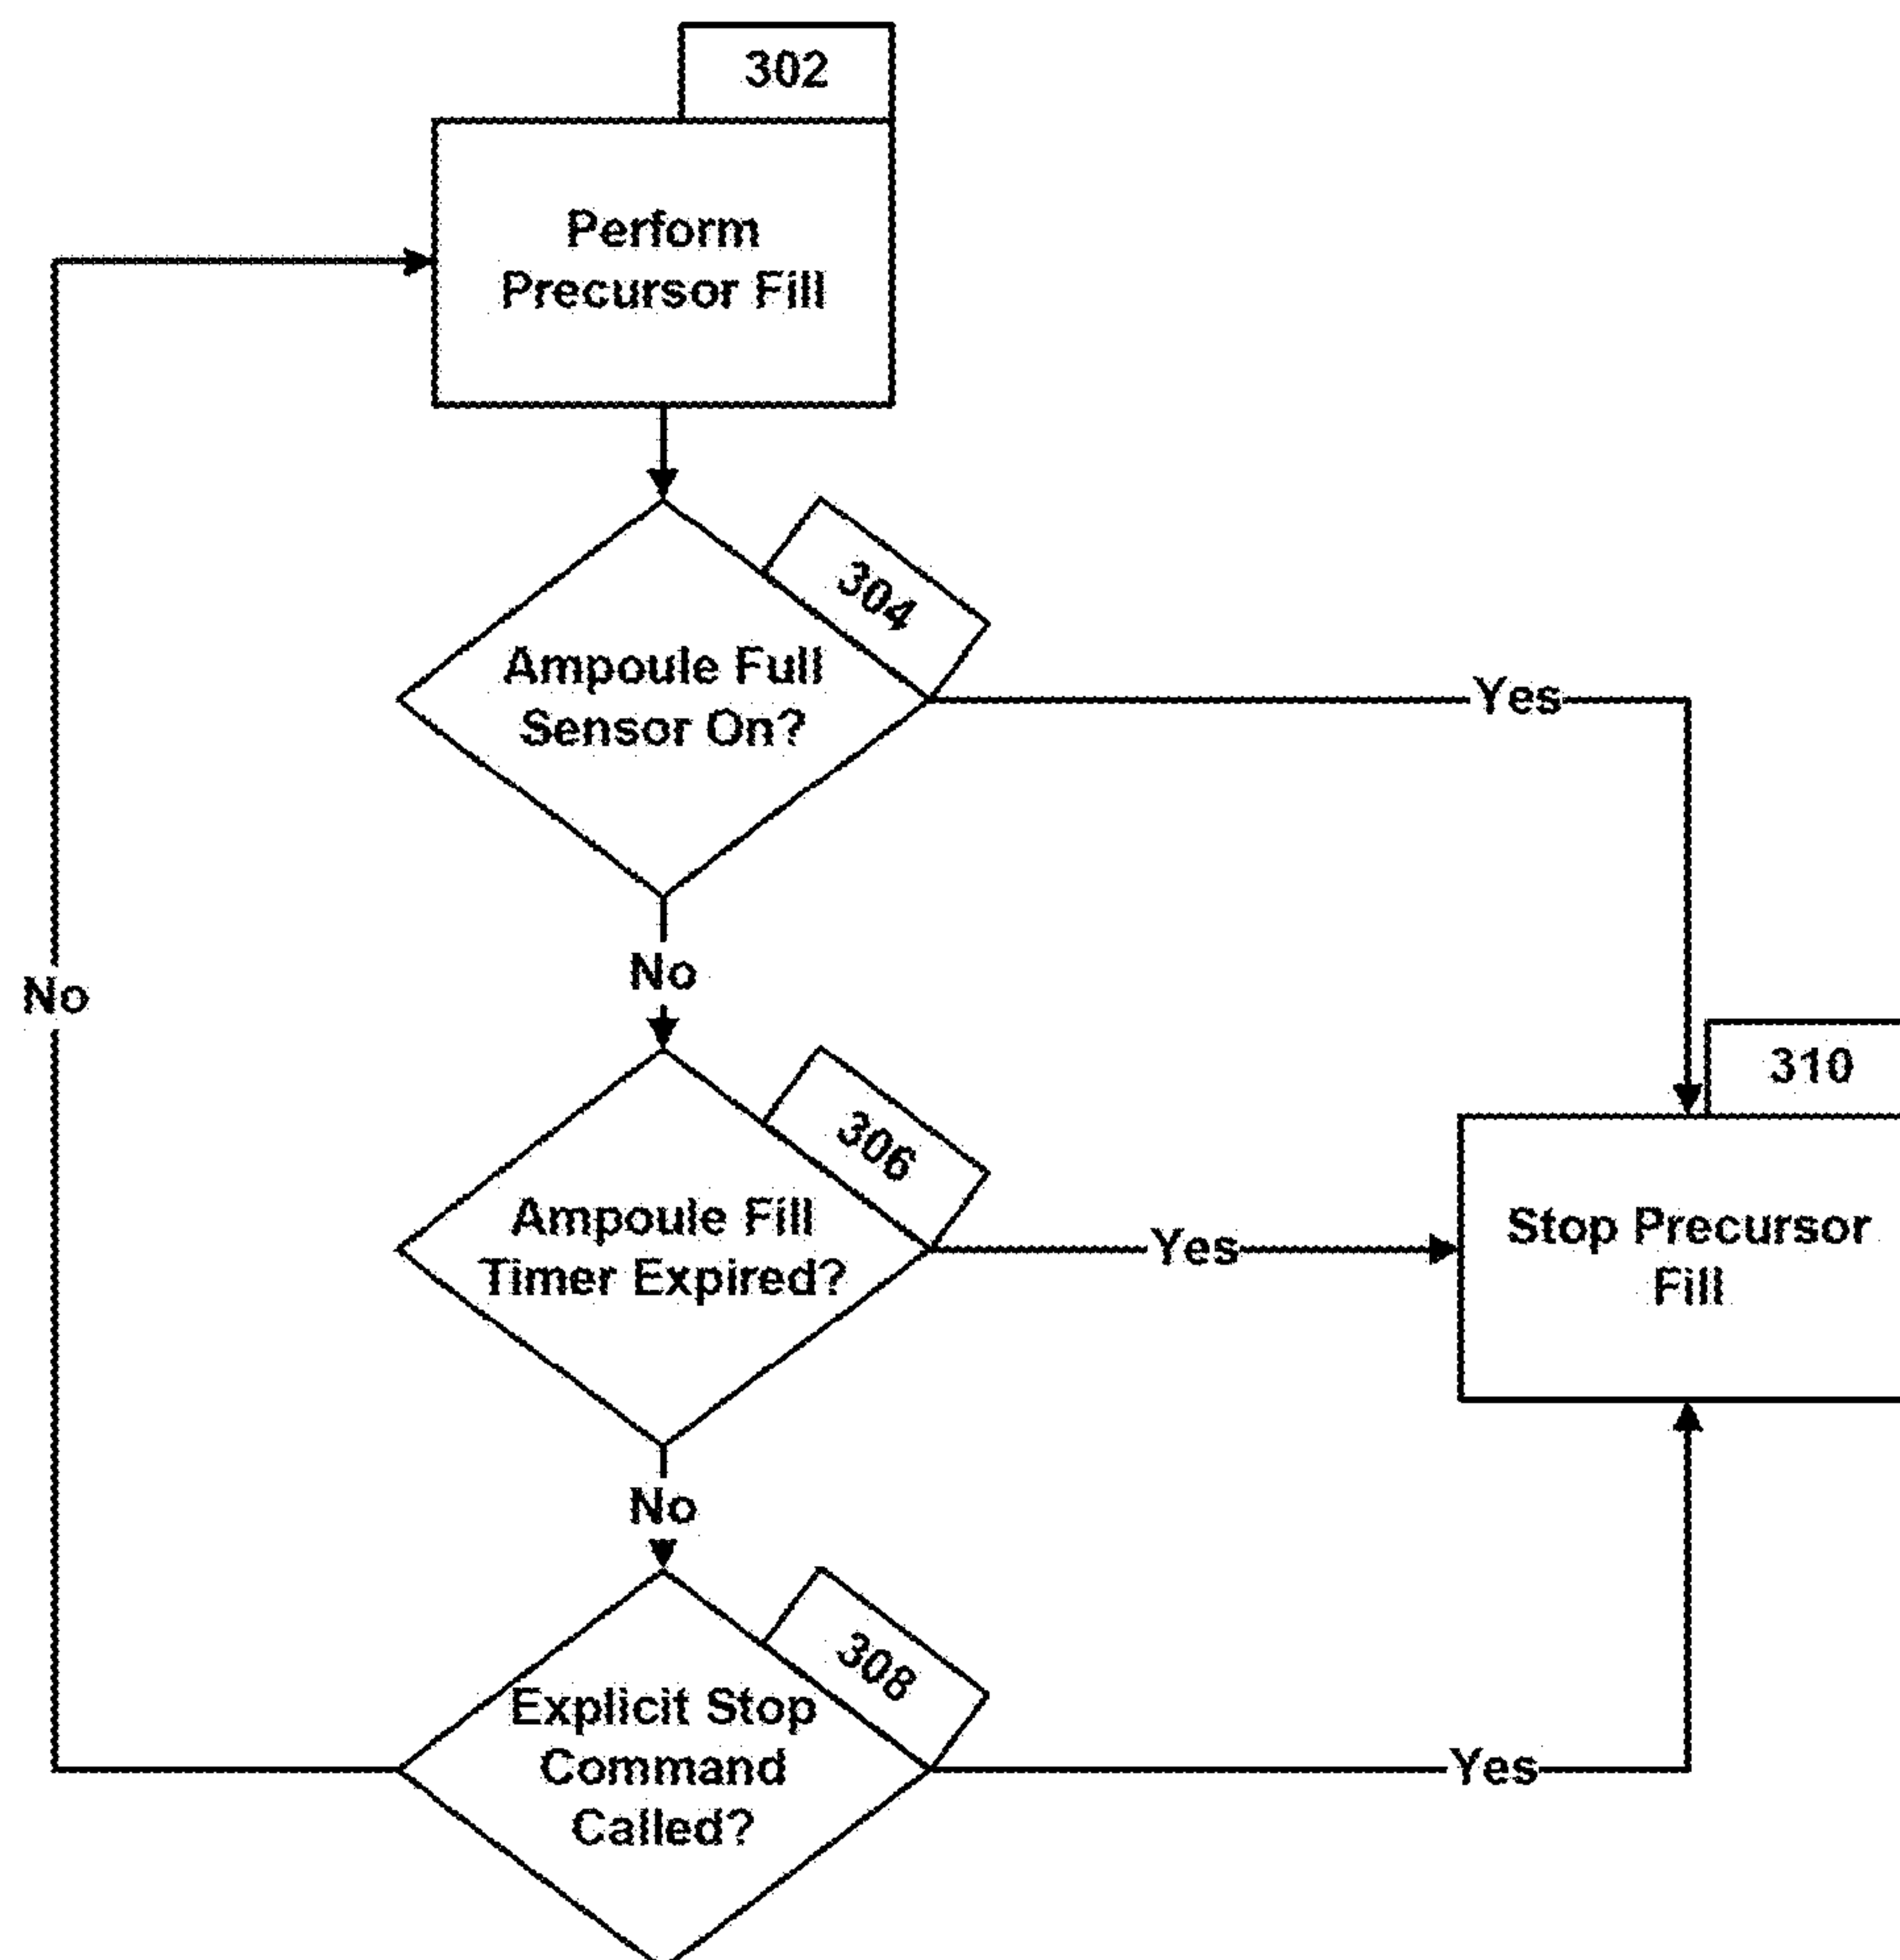 302
Perform
Precursor Fill
304
Ampoule Full
Sensor On?
Yes
No
No
306
310
Ampoule Fill
Timer Expired?
Yes
Stop Precursor
Fill
No
308
Explicit Stop
Command
Called?
Yes